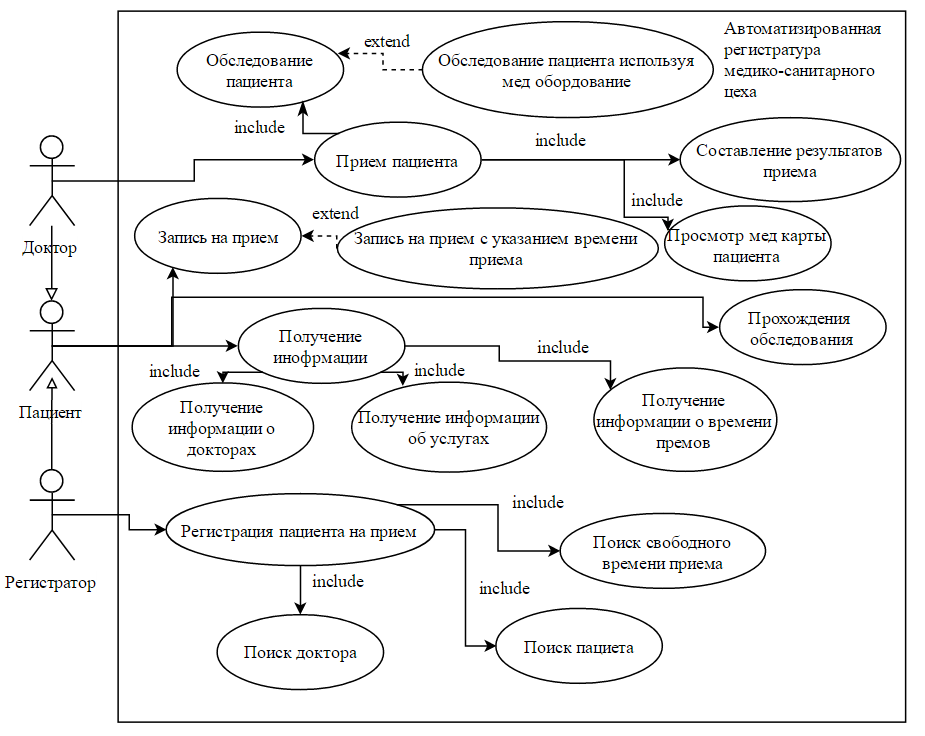 Автоматизированная
регистратура
медико-санитарного
цеха
extend
Обследование
пациента
Обследование пациента используя
мед обордование
include
include
Прием пациента
Составление результатов
приема
include
Доктор
extend
Запись на прием
Запись на прием с указанием времени
приема
Просмотр мед карты
пациента
Прохождения
обследования
Получение
инофрмации
include
include
include
Пациент
Получение
информации о
докторах
Получение информации
об услугах
Получение
информации о времени
премов
include
Регистрация пациента на прием
Поиск свободного
времени приема
Регистратор
include
include
Поиск доктора
Поиск пациета